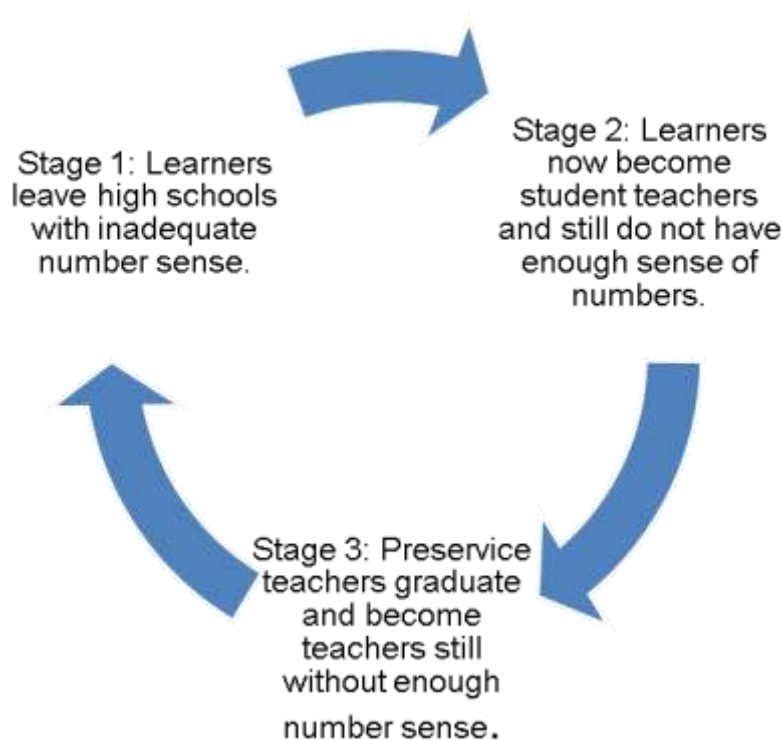 Stage 1: Learners
leave high schools
with inadequate
number sense.
Stage 2: Learners
now become
student teachers
and still do not have
enough sense of
numbers.
Stage 3: Preservice
teachers graduate
and become
teachers still
without enough
number sense.